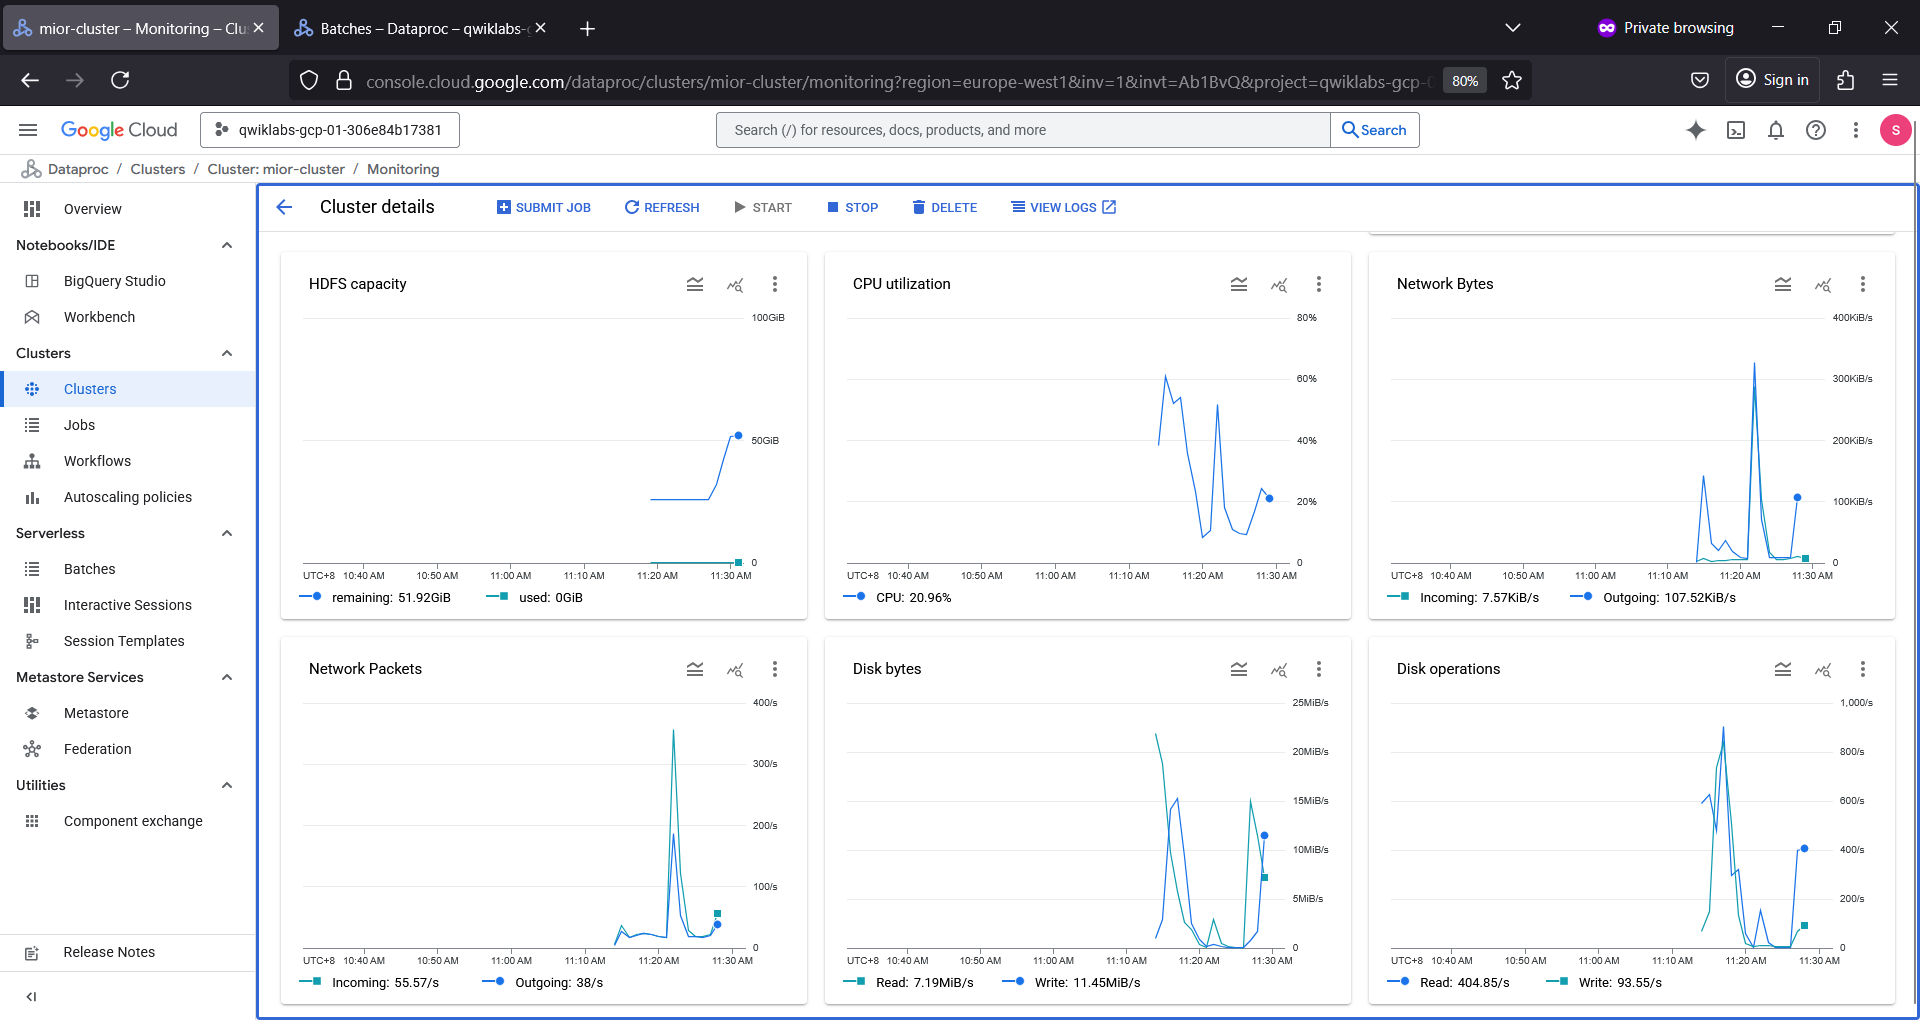 mior-cluster – Monitoring – Clu
Batches – Dataproc – qwiklabs-
Private browsing
console.cloud.google.com/dataproc/clusters/mior-cluster/monitoring?region=europe-west1&inv=1&invt=Ab1BvQ&project=qwiklabs-gcp-
80%
Sign in
Google Cloud
qwiklabs-gcp-01-306e84b17381
Search (/) for resources, docs, products, and more
Search
S
Dataproc / Clusters / Cluster: mior-cluster / Monitoring
Overview
Notebooks/IDE
BigQuery Studio
Workbench
Clusters
Clusters
Jobs
Workflows
Autoscaling policies
Serverless
Batches
Interactive Sessions
Session Templates
Metastore Services
Metastore
Federation
Utilities
Component exchange
Release Notes
Cluster details
SUBMIT JOB
REFRESH
START
STOP
DELETE
VIEW LOGS
HDFS capacity
100GiB
50GiB
0
UTC+8 10:40 AM 10:50 AM 11:00 AM 11:10 AM 11:20 AM 11:30 AM
remaining: 51.92GiB used: 0GiB
CPU utilization
80%
60%
40%
20%
0
UTC+8 10:40 AM 10:50 AM 11:00 AM 11:10 AM 11:20 AM 11:30 AM
CPU: 20.96%
Network Bytes
400KiB/s
300KiB/s
200KiB/s
100KiB/s
0
UTC+8 10:40 AM 10:50 AM 11:00 AM 11:10 AM 11:20 AM 11:30 AM
Incoming: 7.57KiB/s Outgoing: 107.52KiB/s
Network Packets
400/s
300/s
200/s
100/s
0
UTC+8 10:40 AM 10:50 AM 11:00 AM 11:10 AM 11:20 AM 11:30 AM
Incoming: 55.57/s Outgoing: 38/s
Disk bytes
25MiB/s
20MiB/s
15MiB/s
10MiB/s
5MiB/s
0
UTC+8 10:40 AM 10:50 AM 11:00 AM 11:10 AM 11:20 AM 11:30 AM
Read: 7.19MiB/s Write: 11.45MiB/s
Disk operations
1,000/s
800/s
600/s
400/s
200/s
0
UTC+8 10:40 AM 10:50 AM 11:00 AM 11:10 AM 11:20 AM 11:30 AM
Read: 404.85/s Write: 93.55/s